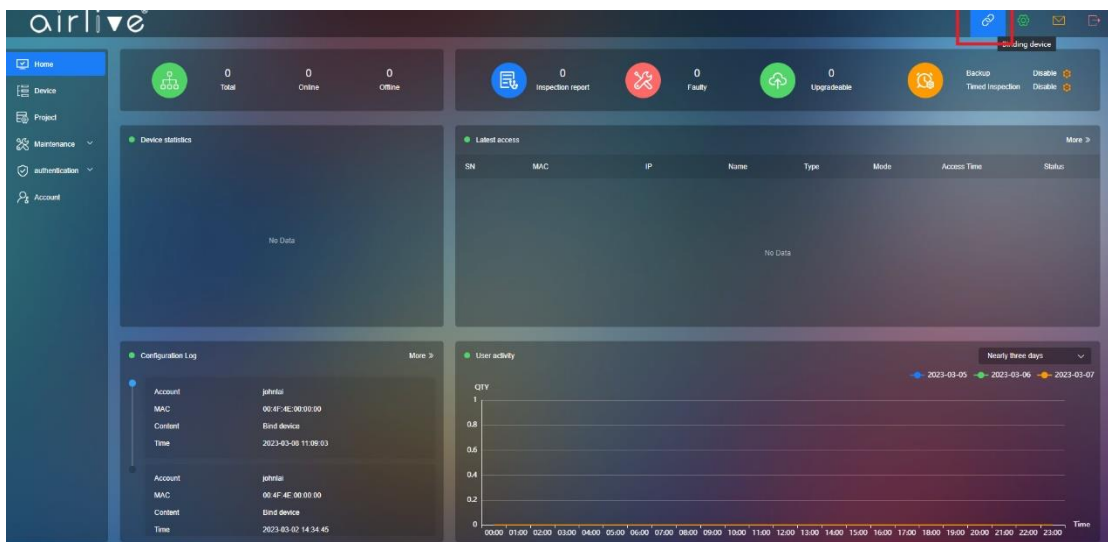 airlive
Binding device
Home
Device
Project
Maintenance
authentication
Account
0 0 0
Total Online Offline
0
Inspection report
0
Faulty
0
Upgradeable
Backup Disable
Timed Inspection Disable
Device statistics
No Data
Latest access More »
SN MAC IP Name Type Mode Access Time Status
No Data
Configuration Log More »
Account johnlai
MAC 00:4F:4E:00:00:00
Content Bind device
Time 2023-03-06 11:09:03
Account johnlai
MAC 00:4F:4E:00:00:00
Content Bind device
Time 2023-03-02 14:34:45
User activity Nearly three days
2023-03-05 2023-03-06 2023-03-07
QTY
1
0.8
0.6
0.4
0.2
0
00:00 01:00 02:00 03:00 04:00 05:00 06:00 07:00 08:00 09:00 10:00 11:00 12:00 13:00 14:00 15:00 16:00 17:00 18:00 19:00 20:00 21:00 22:00 23:00 Time